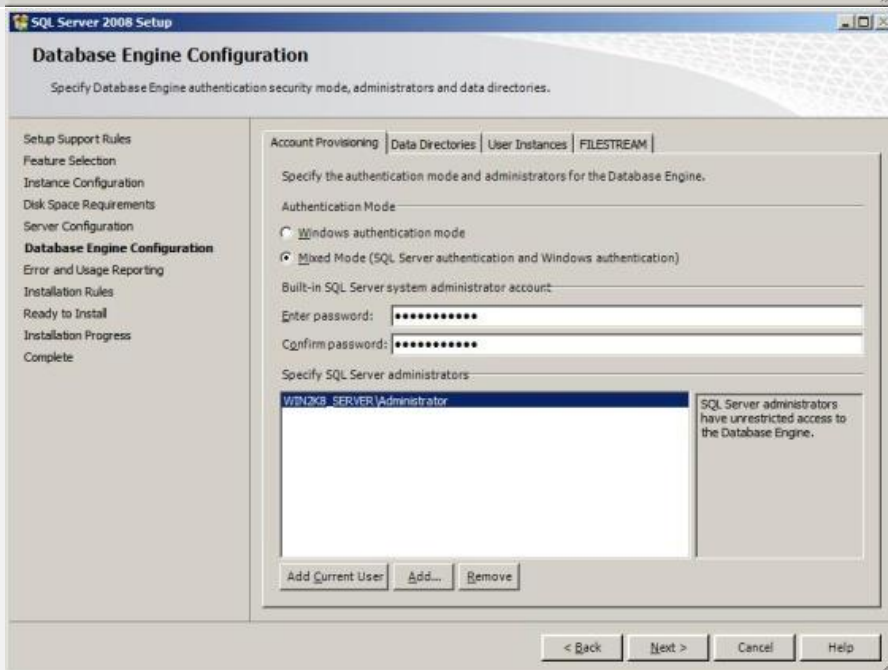 SQL Server 2008 Setup
Database Engine Configuration
Specify Database Engine authentication security mode, administrators and data directories.
Setup Support Rules
Feature Selection
Instance Configuration
Disk Space Requirements
Server Configuration
Database Engine Configuration
Error and Usage Reporting
Installation Rules
Ready to Install
Installation Progress
Complete
Account Provisioning Data Directories User Instances FILESTREAM
Specify the authentication mode and administrators for the Database Engine.
Authentication Mode
Windows authentication mode
Mixed Mode (SQL Server authentication and Windows authentication)
Built-in SQL Server system administrator account
Enter password: •••••••••••
Confirm password: •••••••••••
Specify SQL Server administrators
WIN2K8_SERVER\Administrator
SQL Server administrators
have unrestricted access to
the Database Engine.
Add Current User Add... Remove
< Back Next > Cancel Help